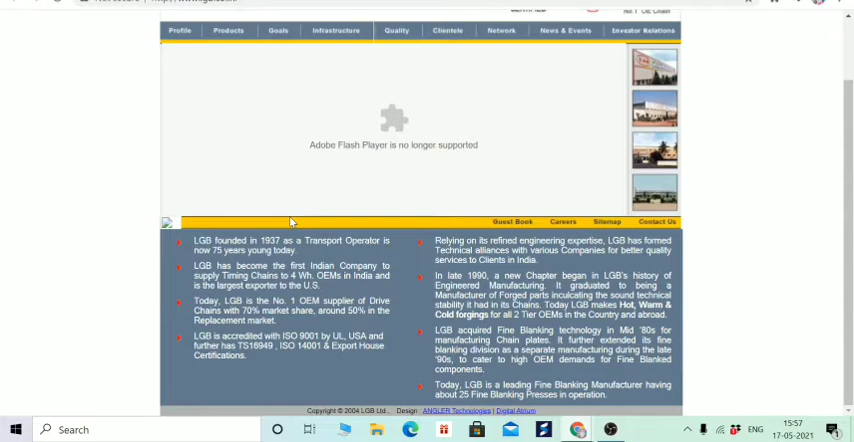 No. 1 OE Chain
Profile Products Goals Infrastructure Quality Clientele Network News & Events Investor Relations
Adobe Flash Player is no longer supported
Guest Book Careers Sitemap Contact Us
LGB founded in 1937 as a Transport Operator is
now 75 years young today.
LGB has become the first Indian Company to
supply Timing Chains to 4 Wh. OEMs in India and
is the largest exporter to the U.S.
Today, LGB is the No. 1 OEM supplier of Drive
Chains with 70% market share, around 50% in the
Replacement market.
LGB is accredited with ISO 9001 by UL, USA and
further has TS16949 , ISO 14001 & Export House
Certifications.
Relying on its refined engineering expertise, LGB has formed
Technical alliances with various Companies for better quality
services to Clients in India.
In late 1990, a new Chapter began in LGB's history of
Engineered Manufacturing. It graduated to being a
Manufacturer of Forged parts inculcating the sound technical
stability it had in its Chains. Today LGB makes Hot, Warm &
Cold forgings for all 2 Tier OEMs in the Country and abroad.
LGB acquired Fine Blanking technology in Mid '80s for
manufacturing Chain plates. It further extended its fine
blanking division as a separate manufacturing during the late
'90s, to cater to high OEM demands for Fine Blanked
components.
Today, LGB is a leading Fine Blanking Manufacturer having
about 25 Fine Blanking Presses in operation.
Copyright © 2004 LGB Ltd., Design : ANGLER Technologies | Digital Atrium
Search
ENG
15:57
17-05-2021